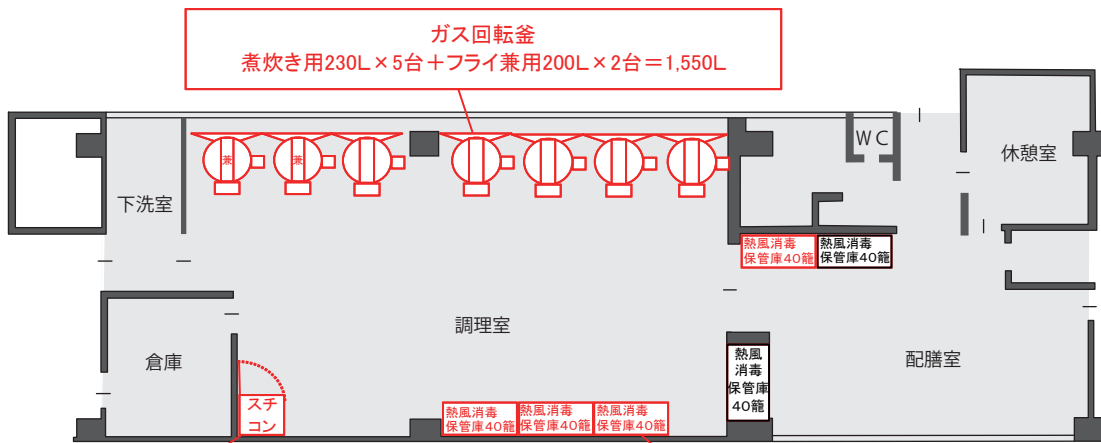 ガス回転釜
煮炊き用230L×5台＋フライ兼用200L×2台＝1,550L
WC
休憩室
兼
兼
下洗室
熱風消毒
保管庫40籠
熱風消毒
保管庫40籠
調理室
倉庫
配膳室
熱風
消毒
保管庫
40籠
スチ
コン
熱風消毒
保管庫40籠
熱風消毒
保管庫40籠
熱風消毒
保管庫40籠